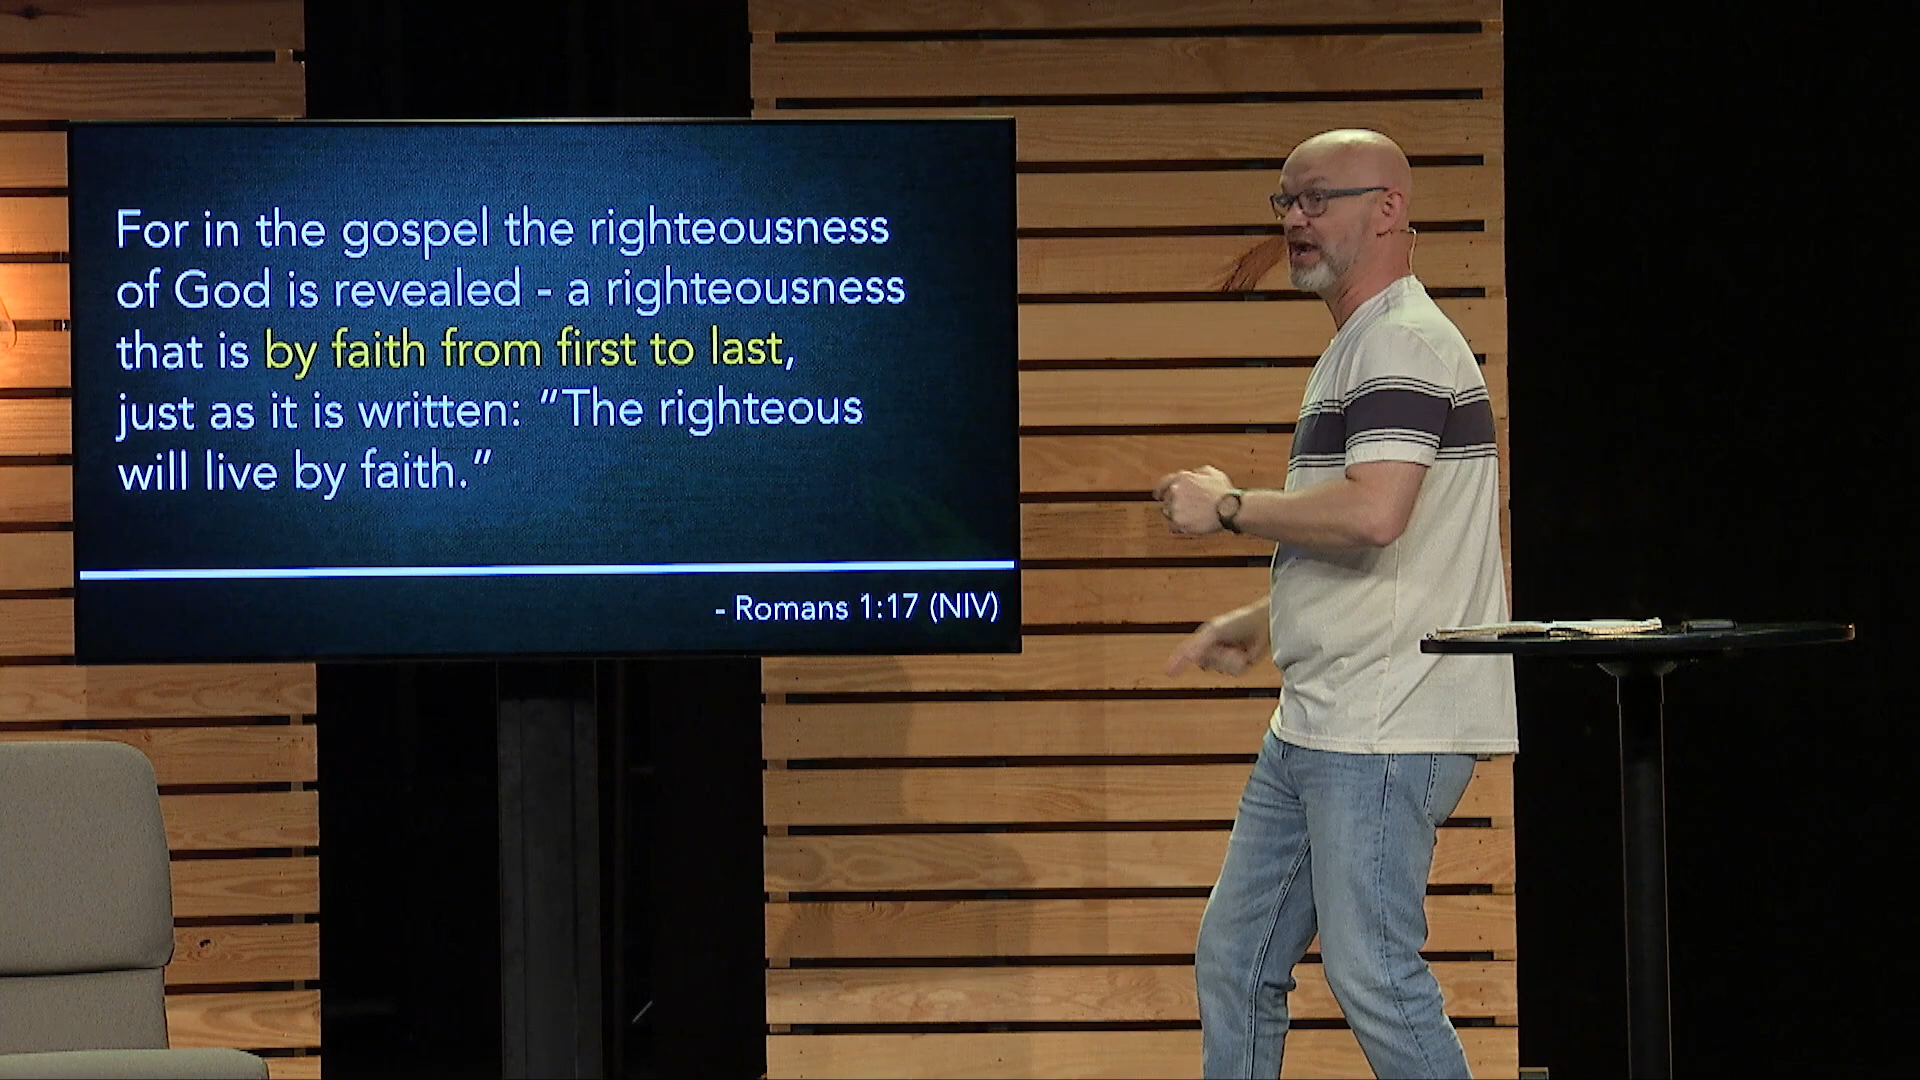 For in the gospel the righteousness
of God is revealed - a righteousness
that is by faith from first to last,
just as it is written: “The righteous
will live by faith.”
- Romans 1:17 (NIV)